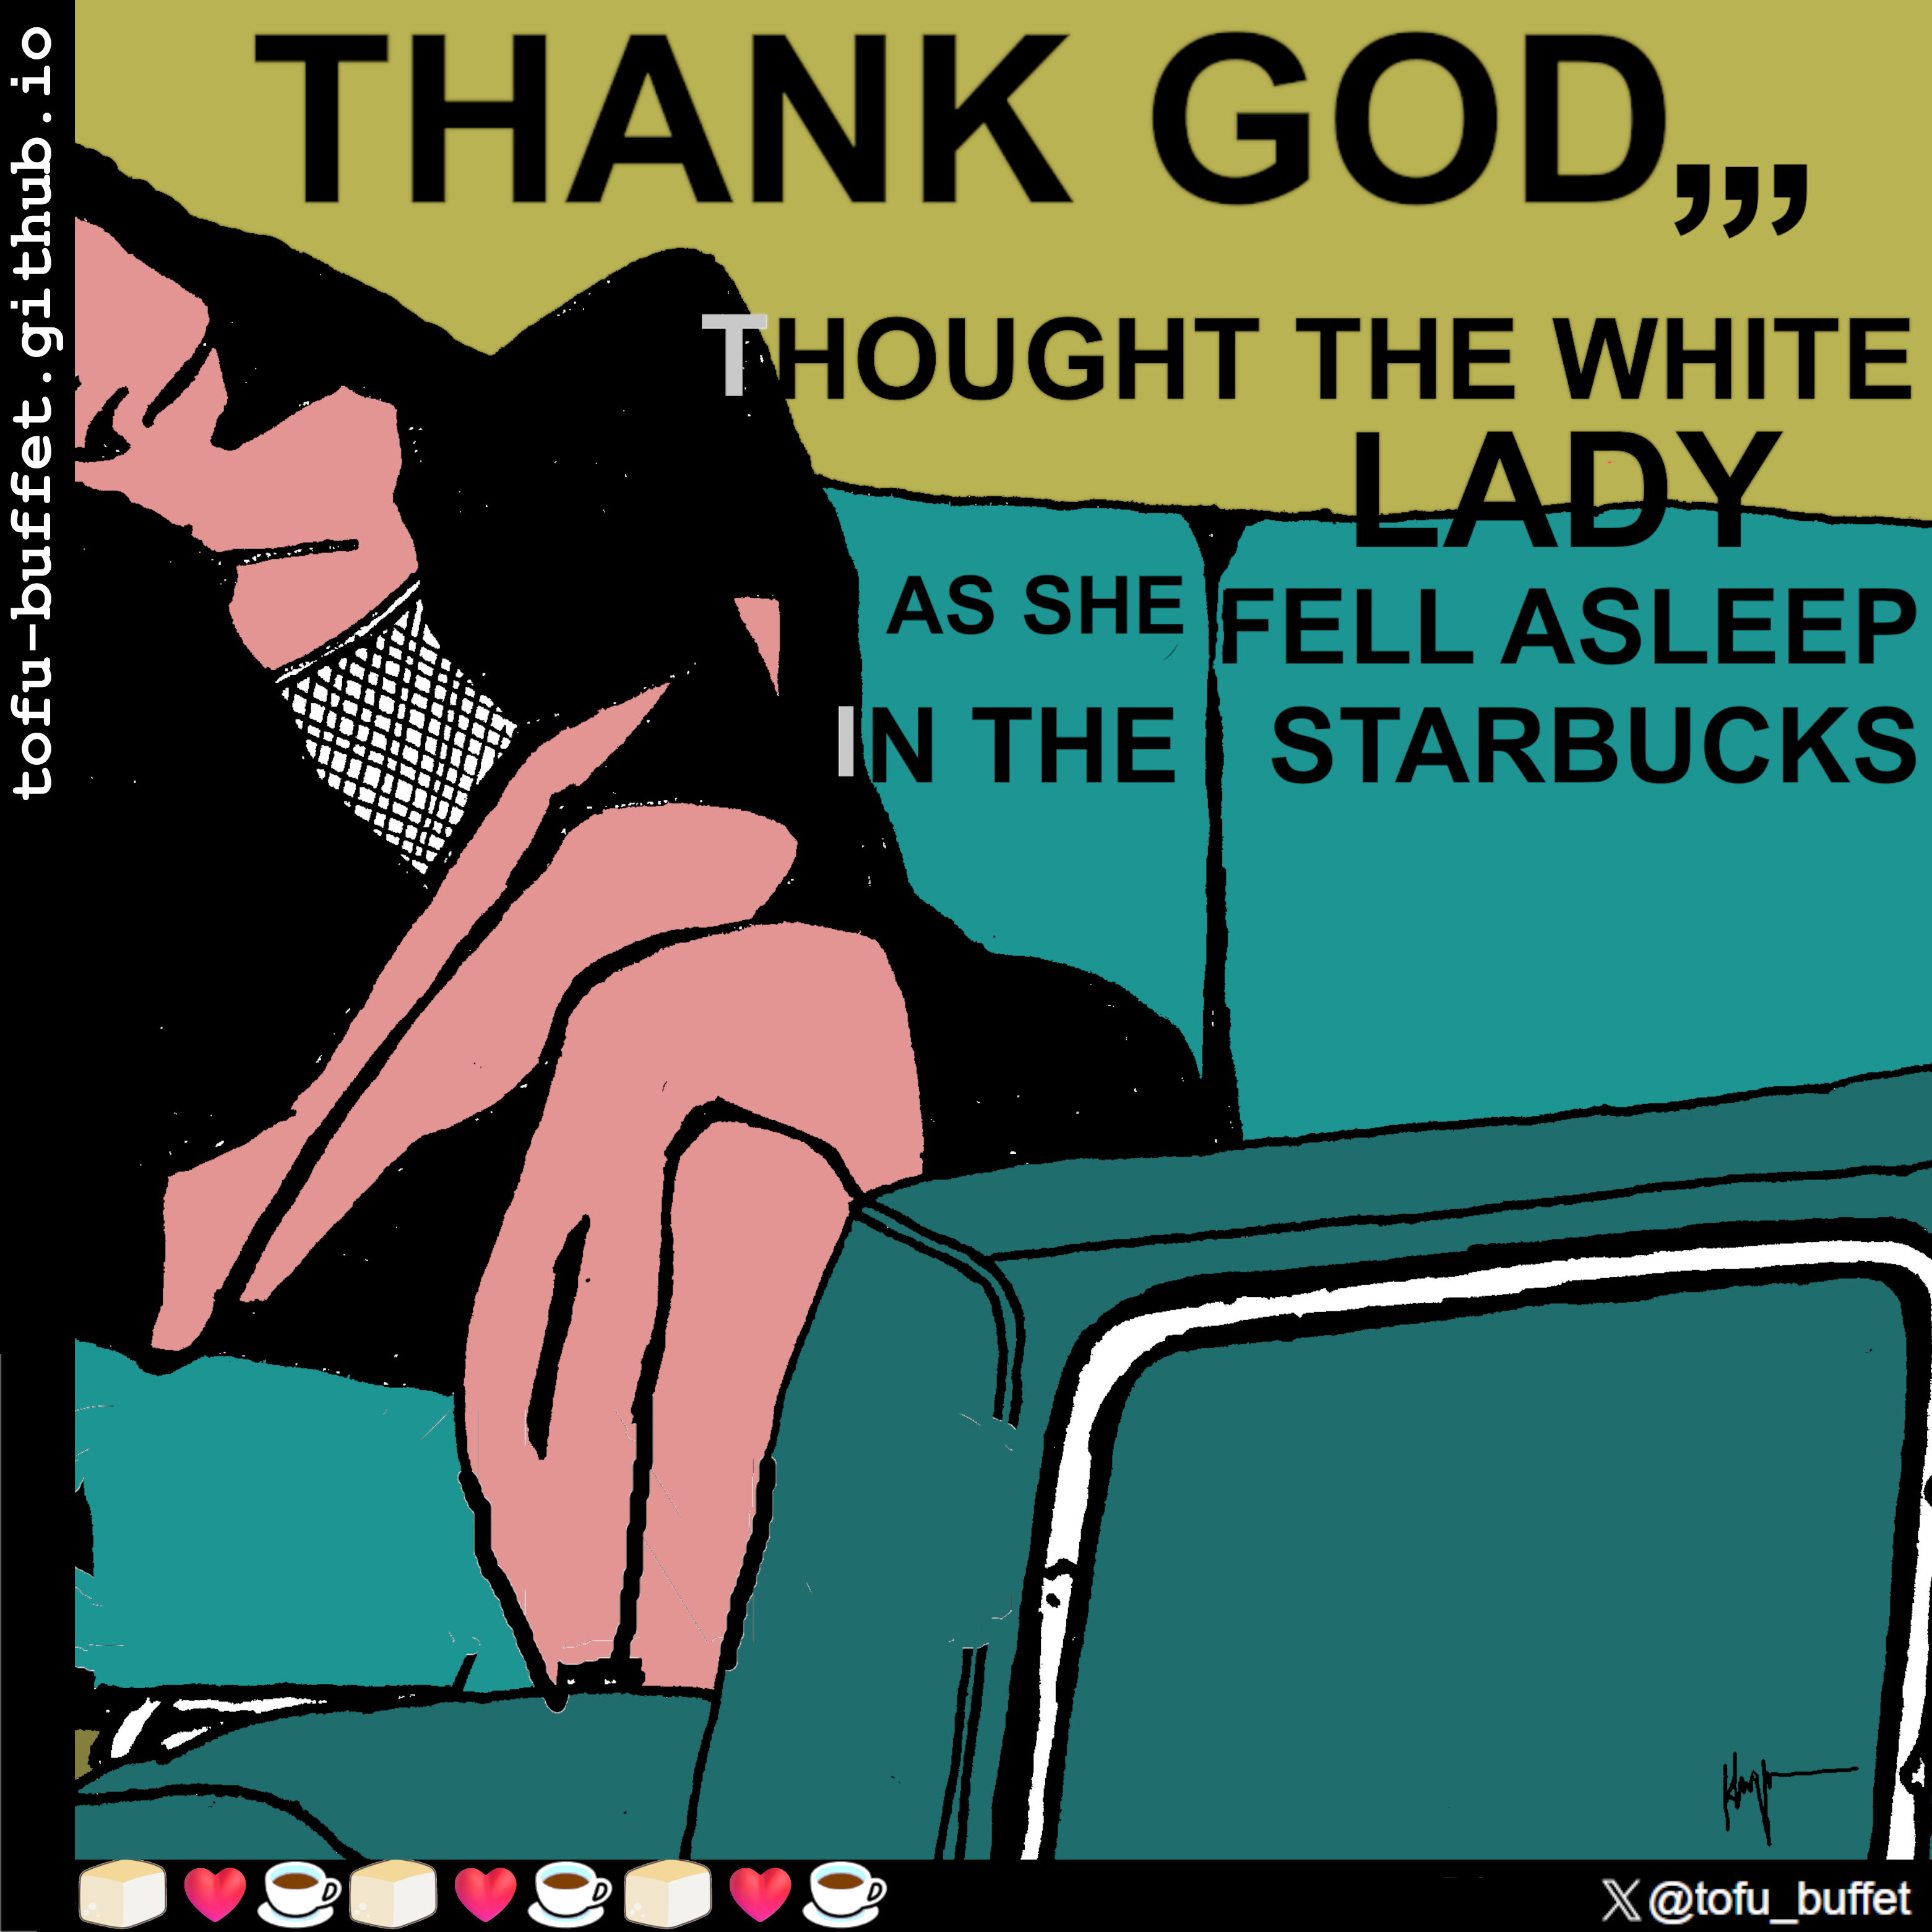 THANK GOD,,,
THOUGHT THE WHITE
LADY
AS SHE FELL ASLEEP
IN THE STARBUCKS
tofu-buffet.github.io
𝕏 @tofu_buffet